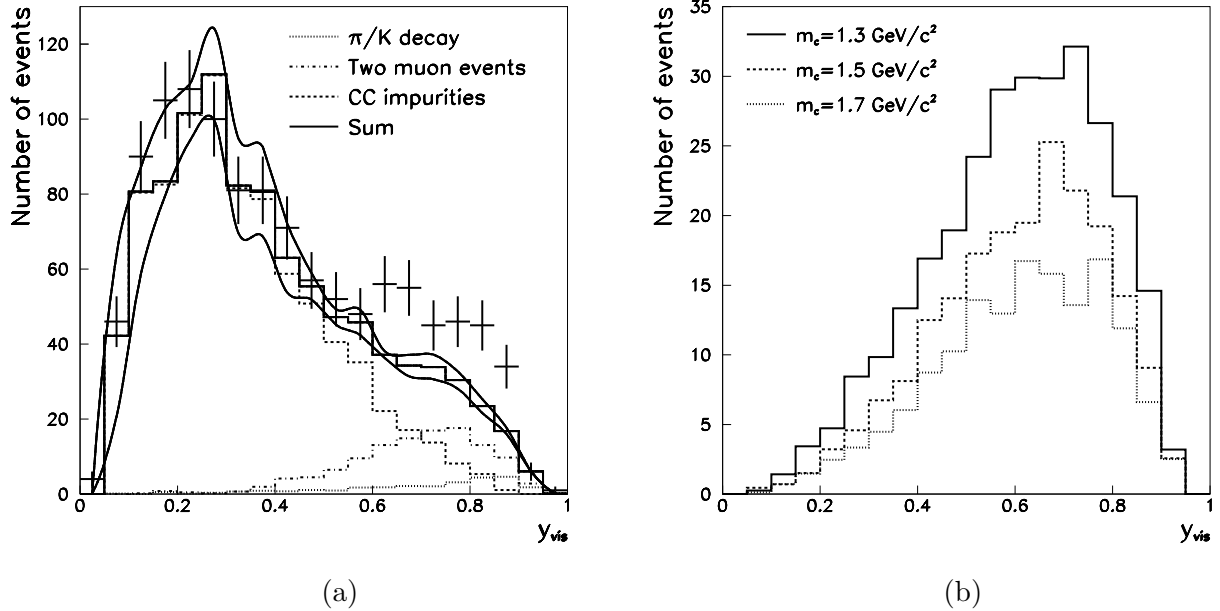 Number of events
120
100
80
60
40
20
0
π/K decay
Two muon events
CC impurities
Sum
0 0.2 0.4 0.6 0.8 1
y_vis
(a)
Number of events
35
30
25
20
15
10
5
0
m_c=1.3 GeV/c²
m_c=1.5 GeV/c²
m_c=1.7 GeV/c²
0 0.2 0.4 0.6 0.8 1
y_vis
(b)